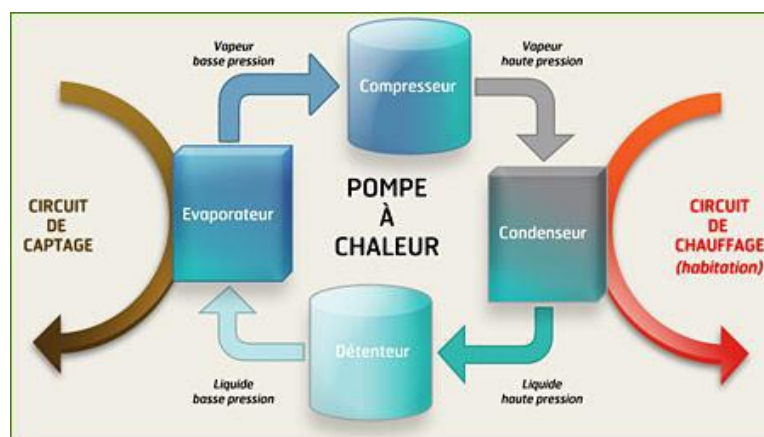 Vapeur
basse pression
Compresseur
Vapeur
haute pression
CIRCUIT
DE
CAPTAGE
Evaporateur
POMPE
À
CHALEUR
Condenseur
CIRCUIT
DE
CHAUFFAGE
(habitation)
Liquide
basse pression
Détenteur
Liquide
haute pression